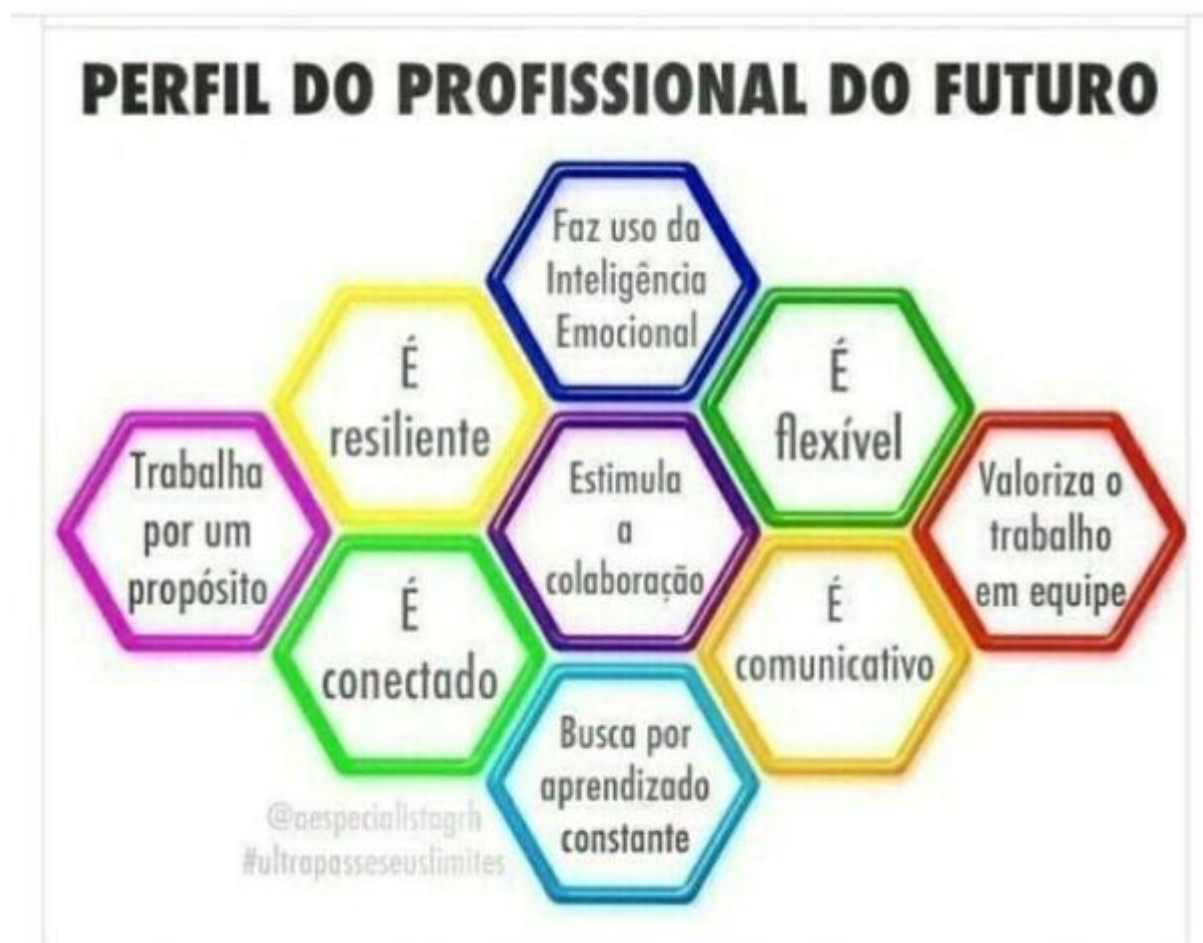 PERFIL DO PROFISSIONAL DO FUTURO
Faz uso da
Inteligência
Emocional
É
resiliente
É
flexível
Trabalha
por um
propósito
Estimula
a
colaboração
Valoriza o
trabalho
em equipe
É
conectado
É
comunicativo
Busca por
aprendizado
constante
@aespecialistagrh
#ultrapasseseuslimites